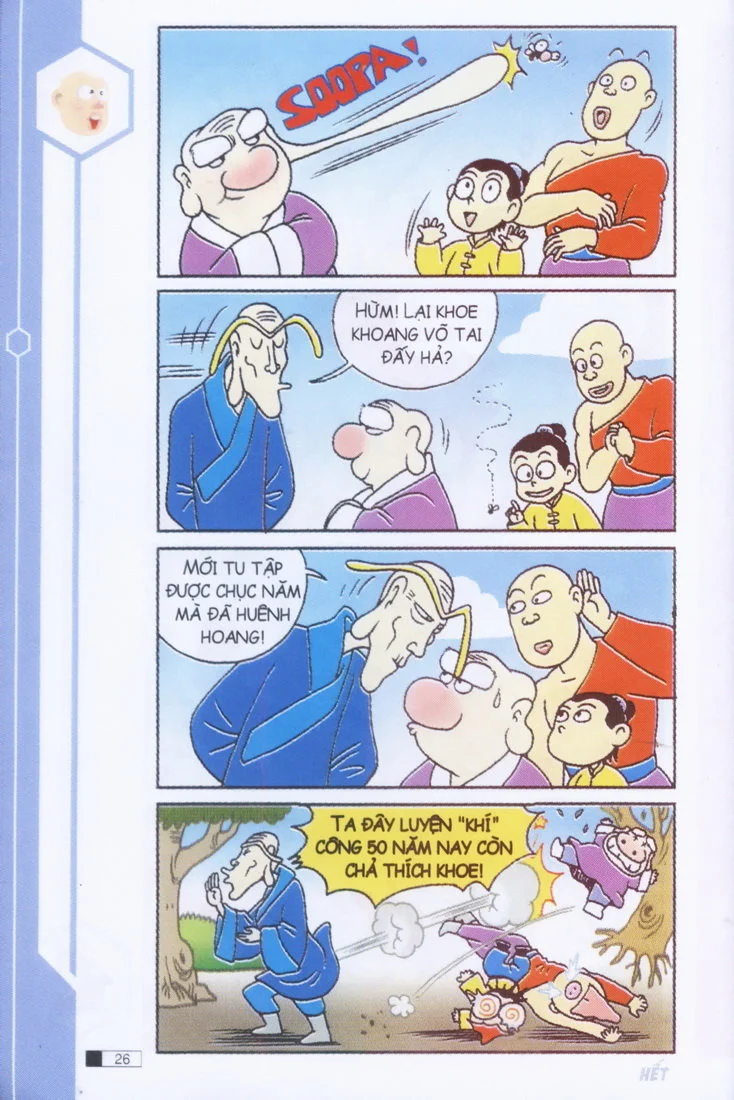 SOOPA!
HỪM! LẠI KHOE
KHOANG VÕ TAI
ĐẤY HẢ?
MỚI TU TẬP
ĐƯỢC CHỤC NĂM
MÀ ĐÃ HUÊNH
HOANG!
TA ĐÂY LUYỆN "KHÍ"
CÔNG 50 NĂM NAY CÒN
CHẢ THÍCH KHOE!
26
HẾT